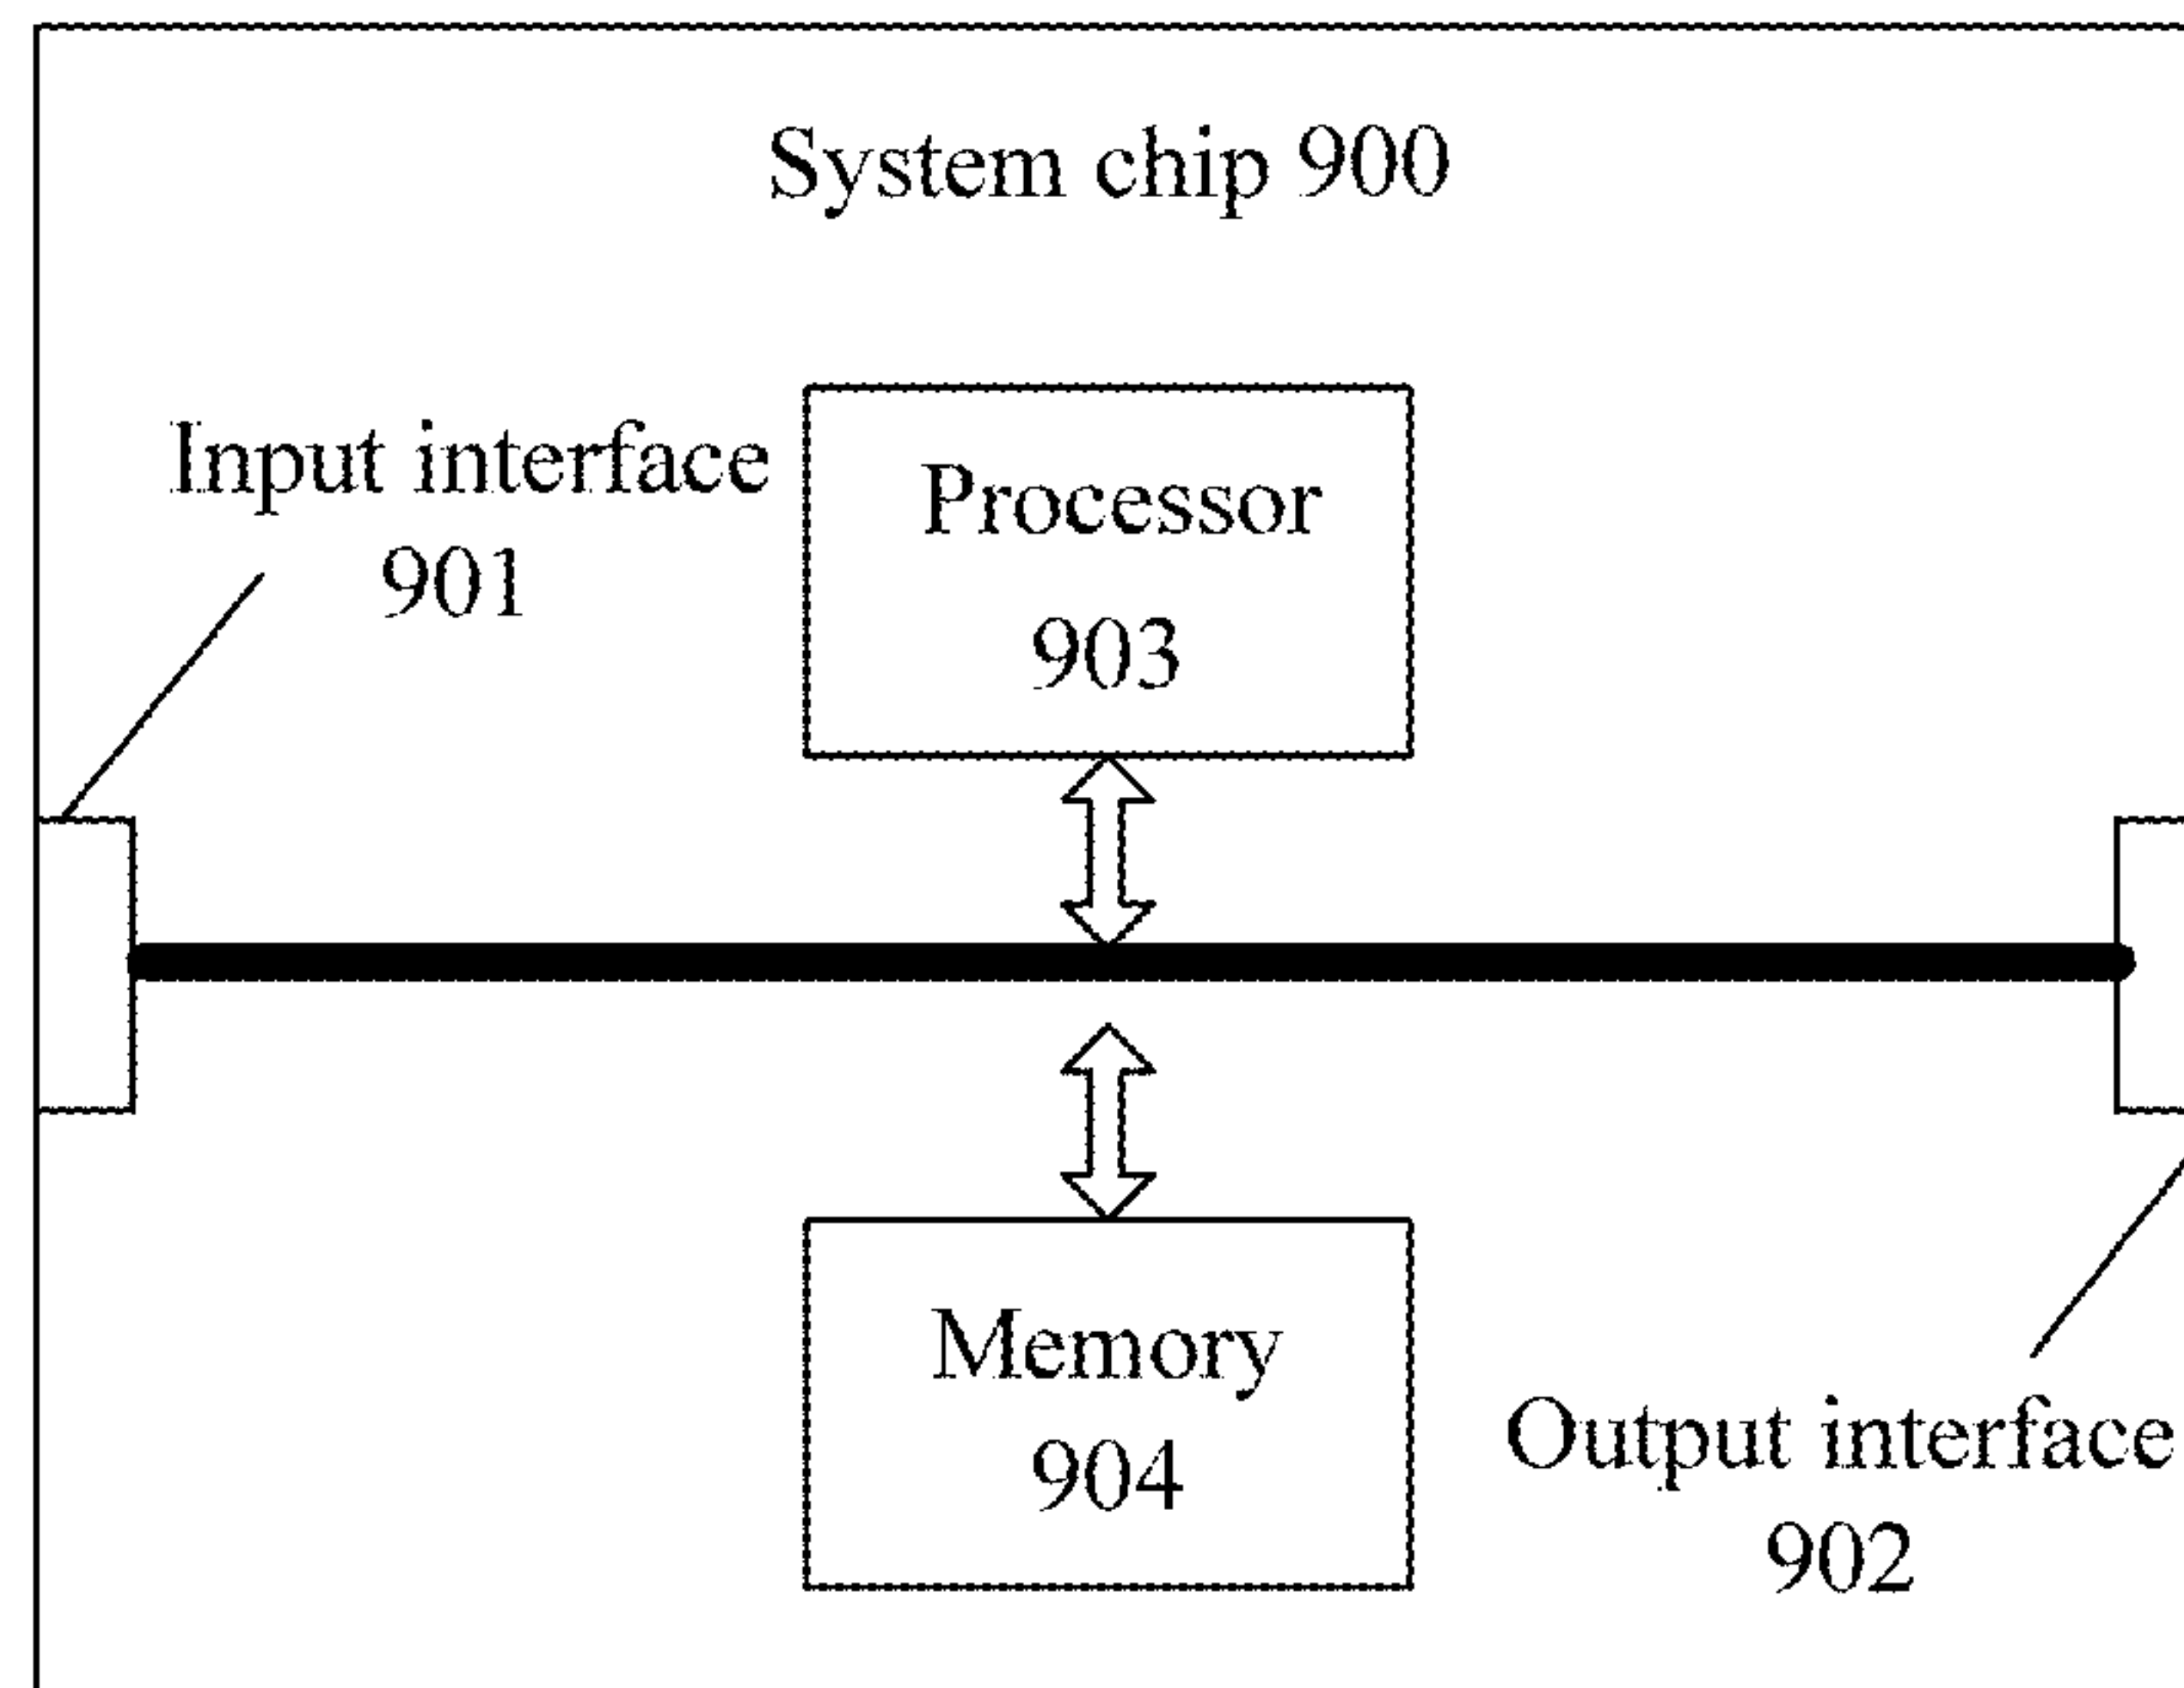 System chip 900
Input interface
901
Processor
903
Memory
904
Output interface
902